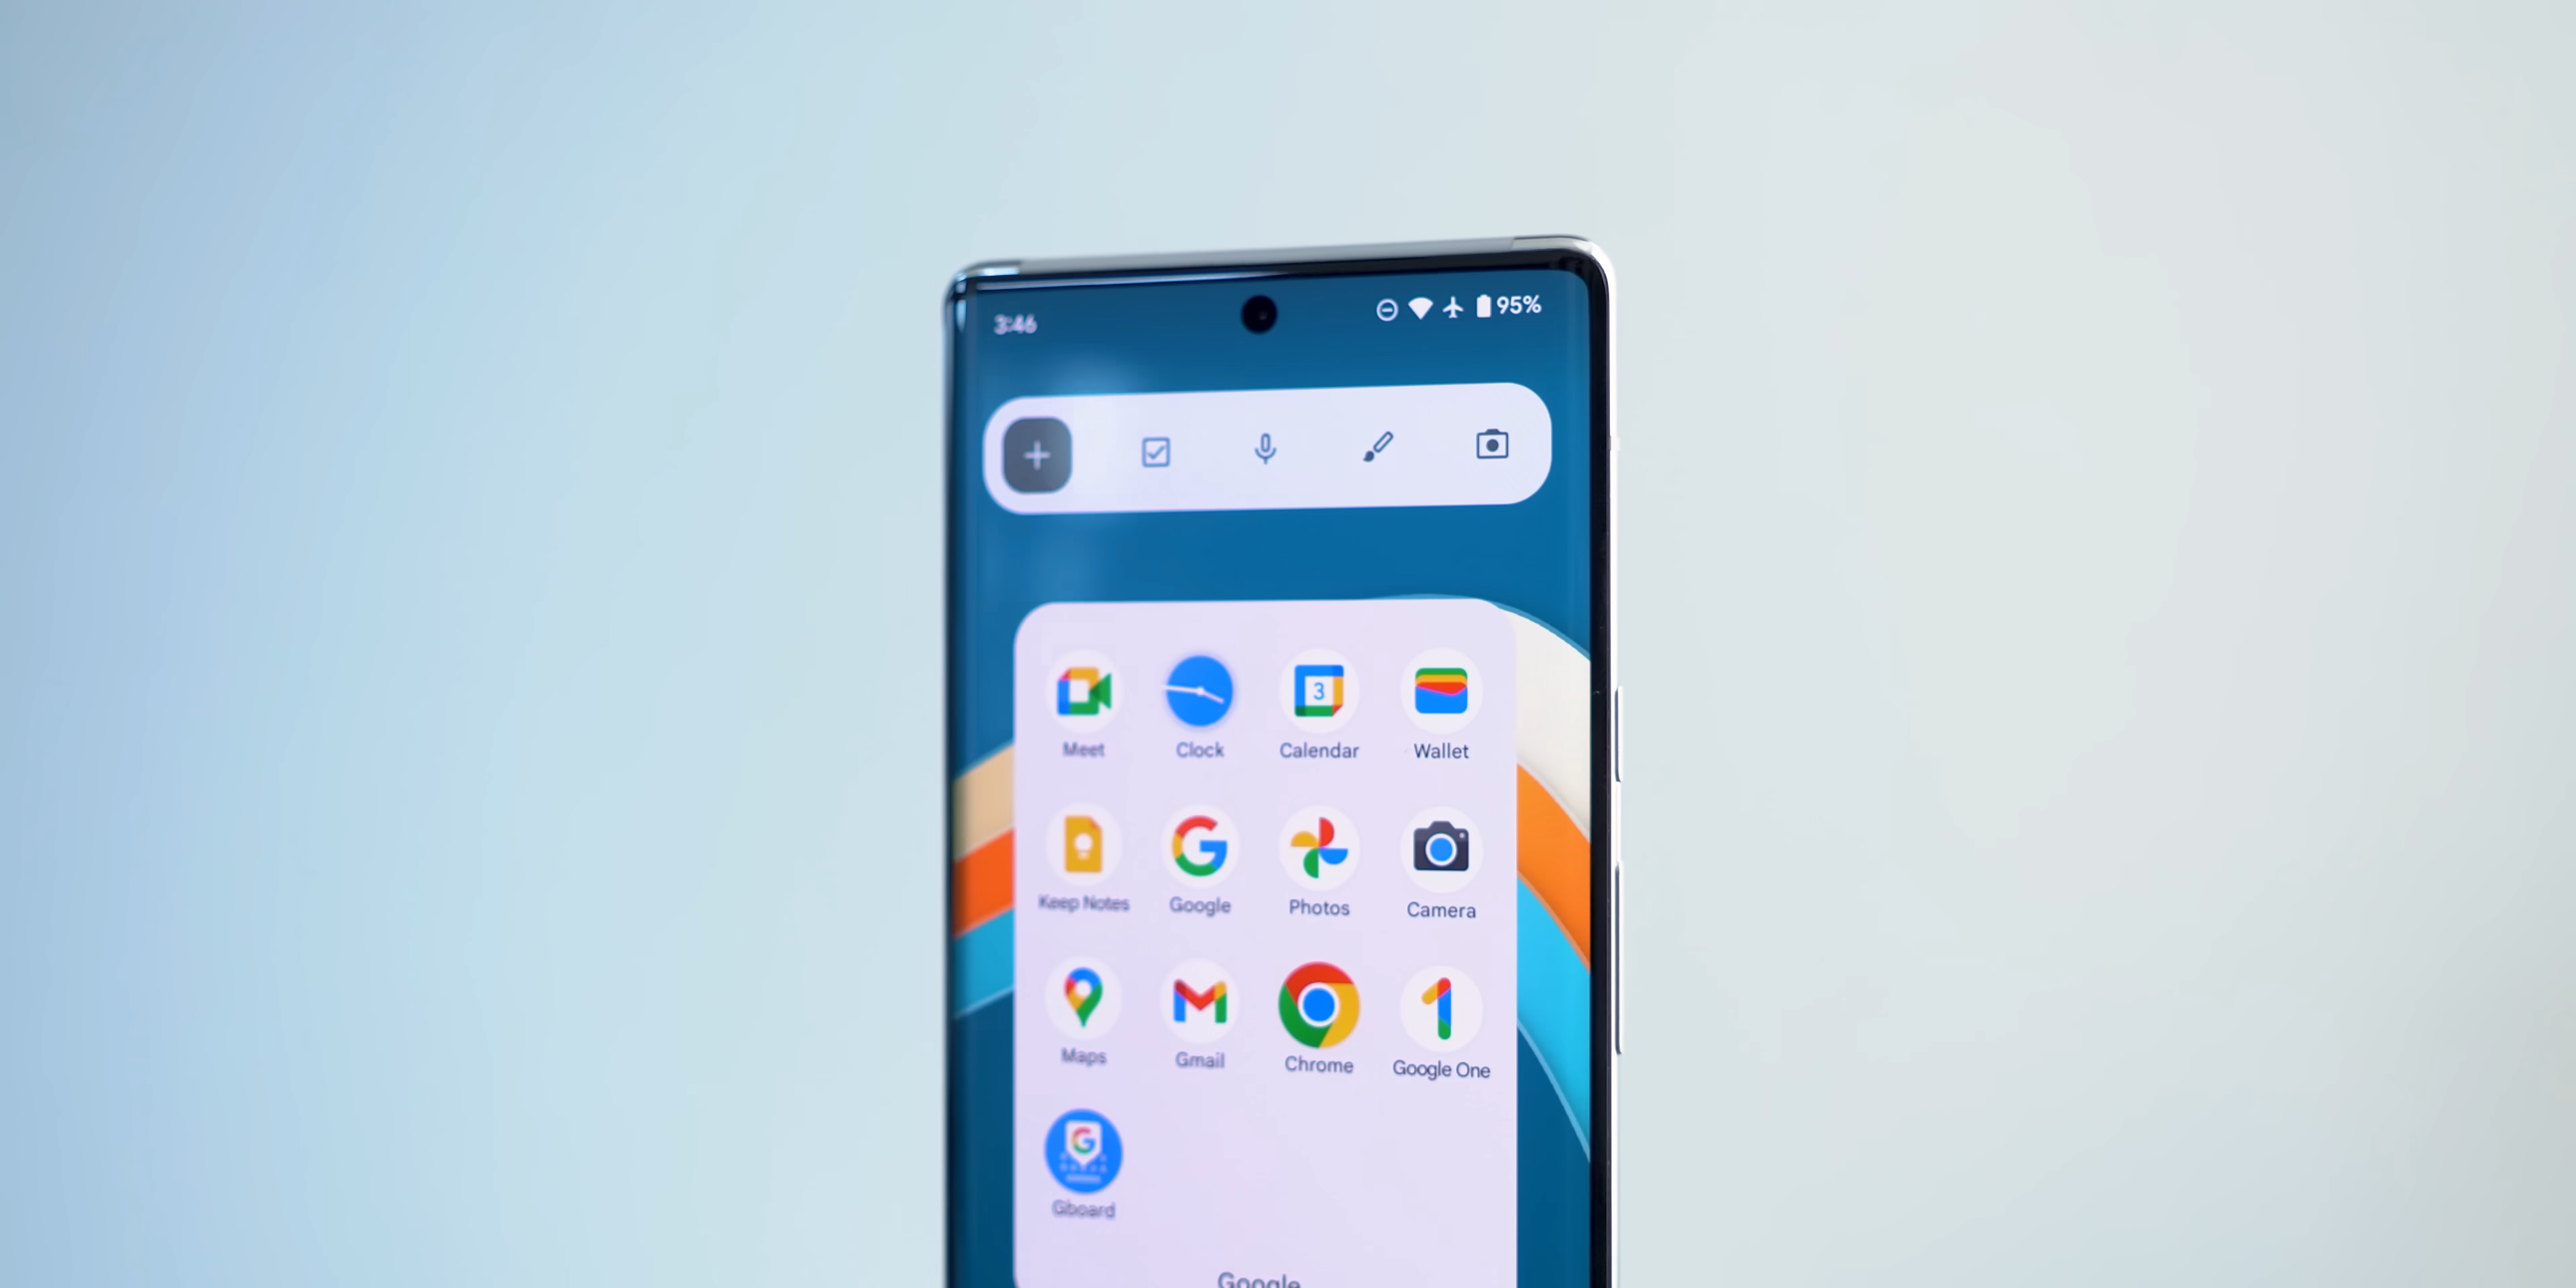 3:46 95%
3
Meet Clock Calendar Wallet
Keep Notes Google Photos Camera
Maps Gmail Chrome Google One
Gboard
Google